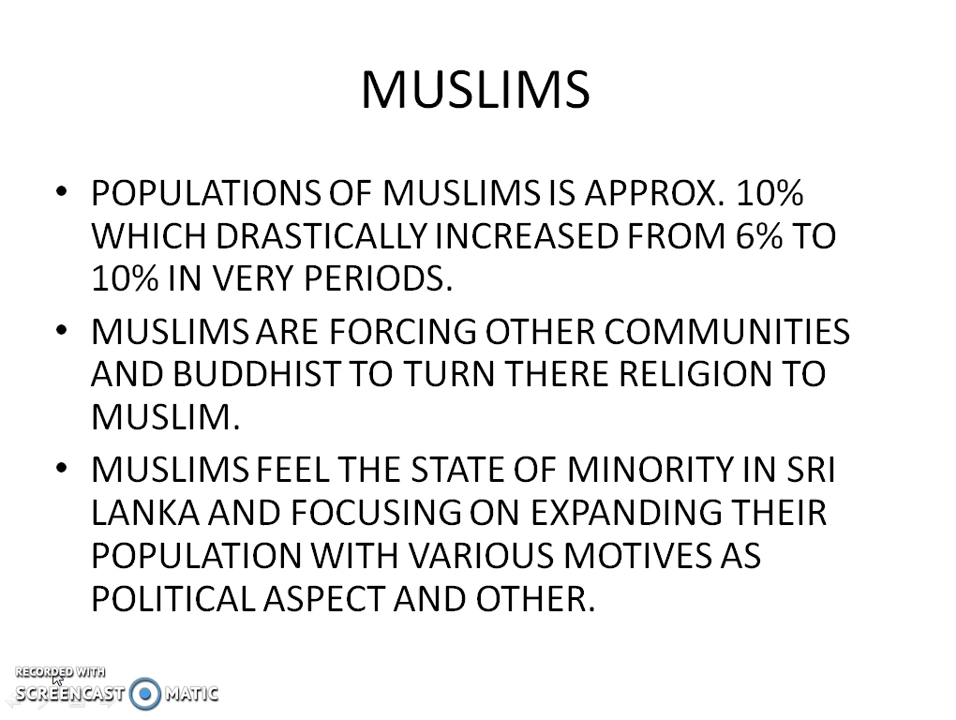 MUSLIMS
• POPULATIONS OF MUSLIMS IS APPROX. 10%
WHICH DRASTICALLY INCREASED FROM 6% TO
10% IN VERY PERIODS.
• MUSLIMS ARE FORCING OTHER COMMUNITIES
AND BUDDHIST TO TURN THERE RELIGION TO
MUSLIM.
• MUSLIMS FEEL THE STATE OF MINORITY IN SRI
LANKA AND FOCUSING ON EXPANDING THEIR
POPULATION WITH VARIOUS MOTIVES AS
POLITICAL ASPECT AND OTHER.
RECORDED WITH
SCREENCAST MATIC